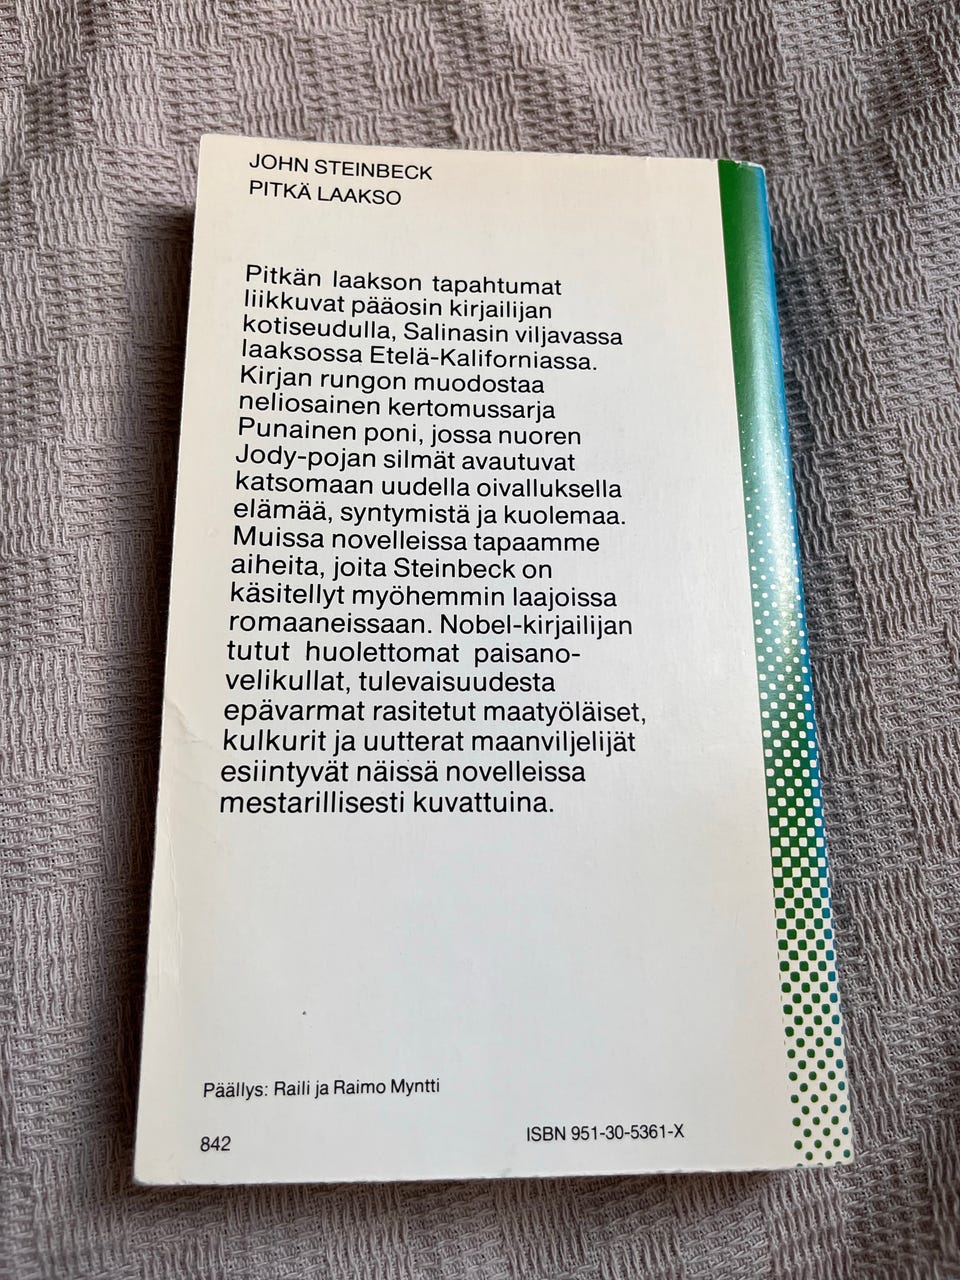 JOHN STEINBECK
PITKÄ LAAKSO
Pitkän laakson tapahtumat
liikkuvat pääosin kirjailijan
kotiseudulla, Salinasin viljavassa
laaksossa Etelä-Kaliforniassa.
Kirjan rungon muodostaa
neliosainen kertomussarja
Punainen poni, jossa nuoren
Jody-pojan silmät avautuvat
katsomaan uudella oivalluksella
elämää, syntymistä ja kuolemaa.
Muissa novelleissa tapaamme
aiheita, joita Steinbeck on
käsitellyt myöhemmin laajoissa
romaaneissaan. Nobel-kirjailijan
tutut huolettomat paisano-
velikullat, tulevaisuudesta
epävarmat rasitetut maatyöläiset,
kulkurit ja uutterat maanviljelijät
esiintyvät näissä novelleissa
mestarillisesti kuvattuina.
Päällys: Raili ja Raimo Myntti
842
ISBN 951-30-5361-X